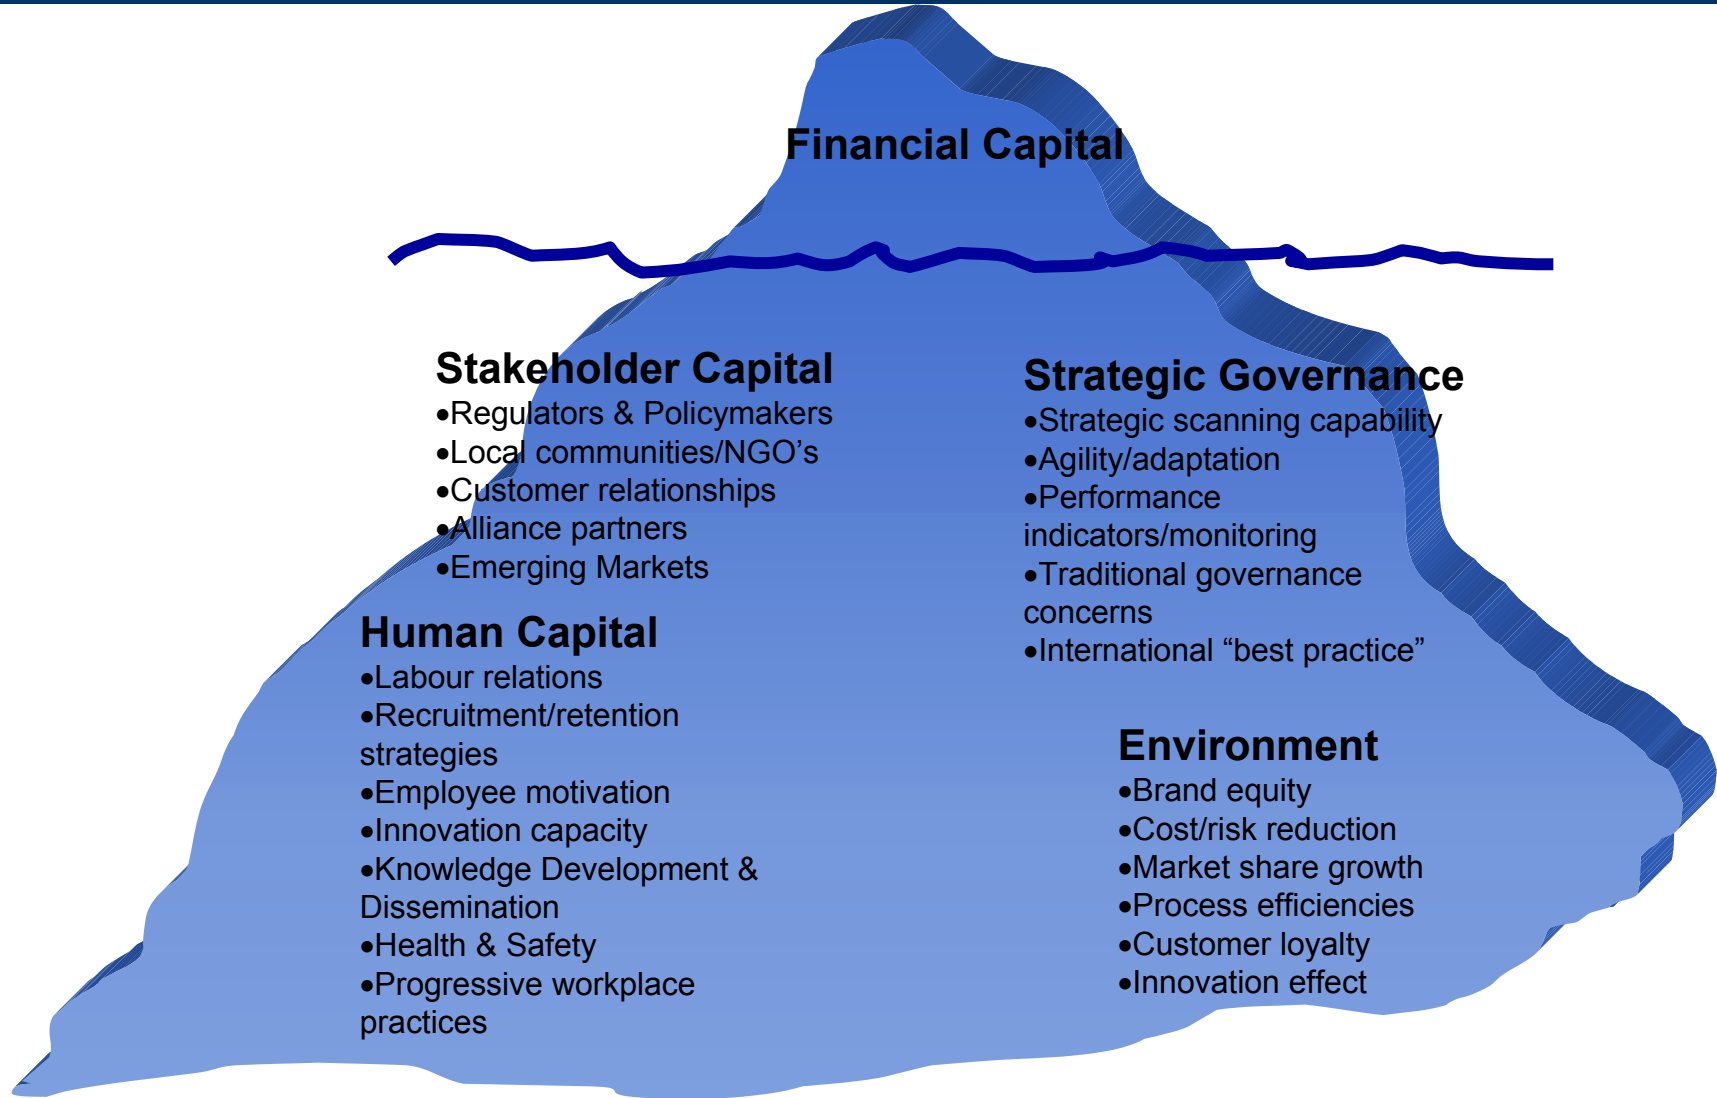 Financial Capital
Stakeholder Capital
•Regulators & Policymakers
•Local communities/NGO’s
•Customer relationships
•Alliance partners
•Emerging Markets
Human Capital
•Labour relations
•Recruitment/retention
strategies
•Employee motivation
•Innovation capacity
•Knowledge Development &
Dissemination
•Health & Safety
•Progressive workplace
practices
Strategic Governance
•Strategic scanning capability
•Agility/adaptation
•Performance
indicators/monitoring
•Traditional governance
concerns
•International “best practice”
Environment
•Brand equity
•Cost/risk reduction
•Market share growth
•Process efficiencies
•Customer loyalty
•Innovation effect